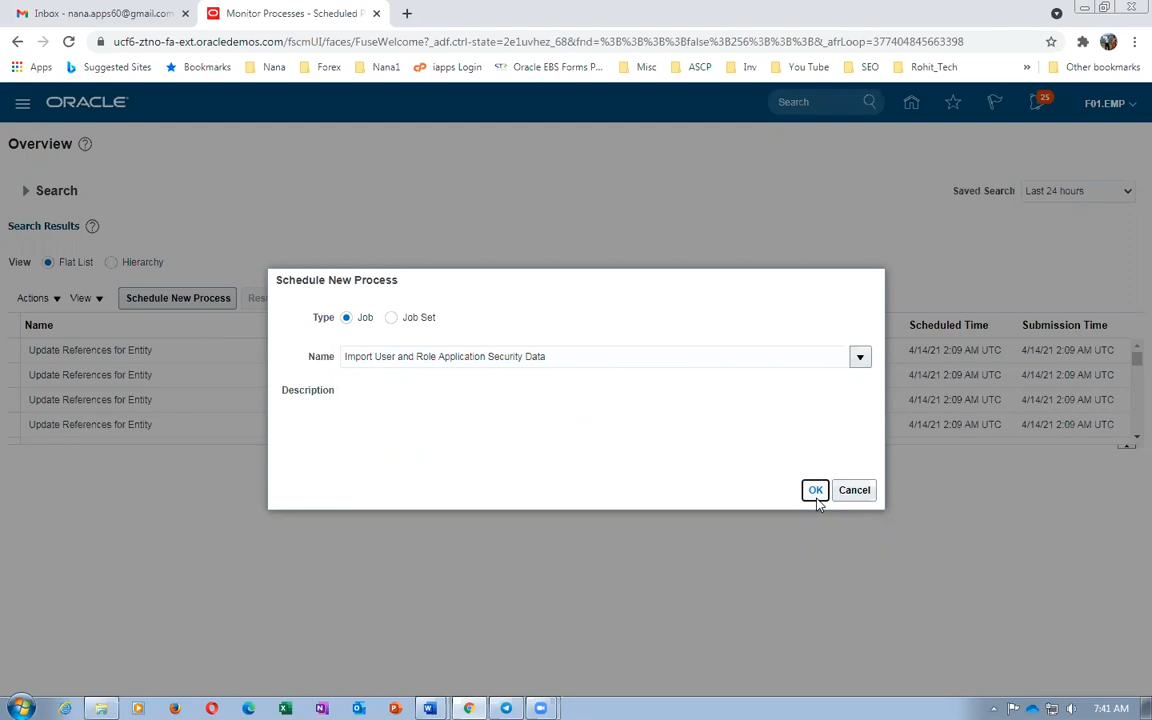 Inbox - nana.apps60@gmail.com
Monitor Processes - Scheduled P
ucf6-ztno-fa-ext.oracledemos.com/fscmUI/faces/FuseWelcome?_adf.ctrl-state=2e1uvhez_68&fnd=%3B%3B%3B%3Bfalse%3B256%3B%3B%3B&_afrLoop=377404845663398
Apps Suggested Sites Bookmarks Nana Forex Nana1 iapps Login Oracle EBS Forms P... Misc ASCP Inv You Tube SEO Rohit_Tech » Other bookmarks
ORACLE Search 25 F01.EMP
Overview
Search Saved Search Last 24 hours
Search Results
View Flat List Hierarchy
Actions View Schedule New Process
Name Scheduled Time Submission Time
Update References for Entity 4/14/21 2:09 AM UTC 4/14/21 2:09 AM UTC
Update References for Entity 4/14/21 2:09 AM UTC 4/14/21 2:09 AM UTC
Update References for Entity 4/14/21 2:09 AM UTC 4/14/21 2:09 AM UTC
Update References for Entity 4/14/21 2:09 AM UTC 4/14/21 2:09 AM UTC
Schedule New Process
Type Job Job Set
Name Import User and Role Application Security Data
Description
OK Cancel
7:41 AM